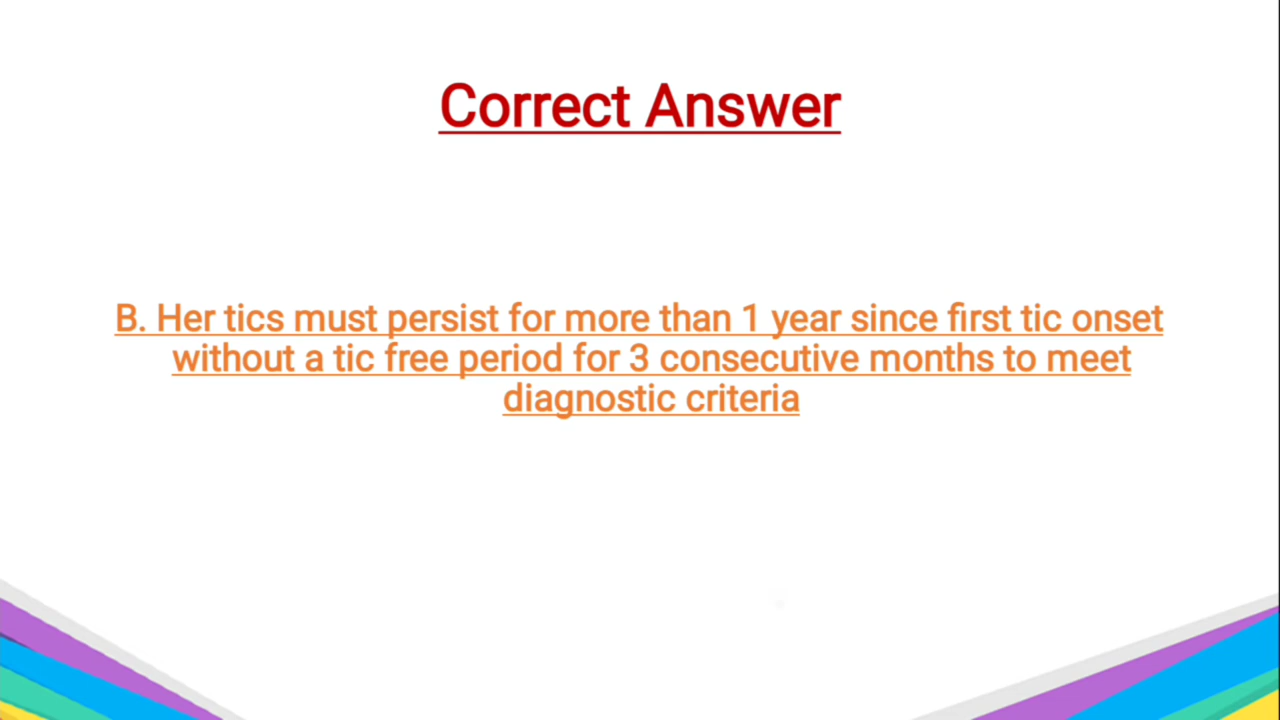 Correct Answer
B. Her tics must persist for more than 1 year since first tic onset
without a tic free period for 3 consecutive months to meet
diagnostic criteria